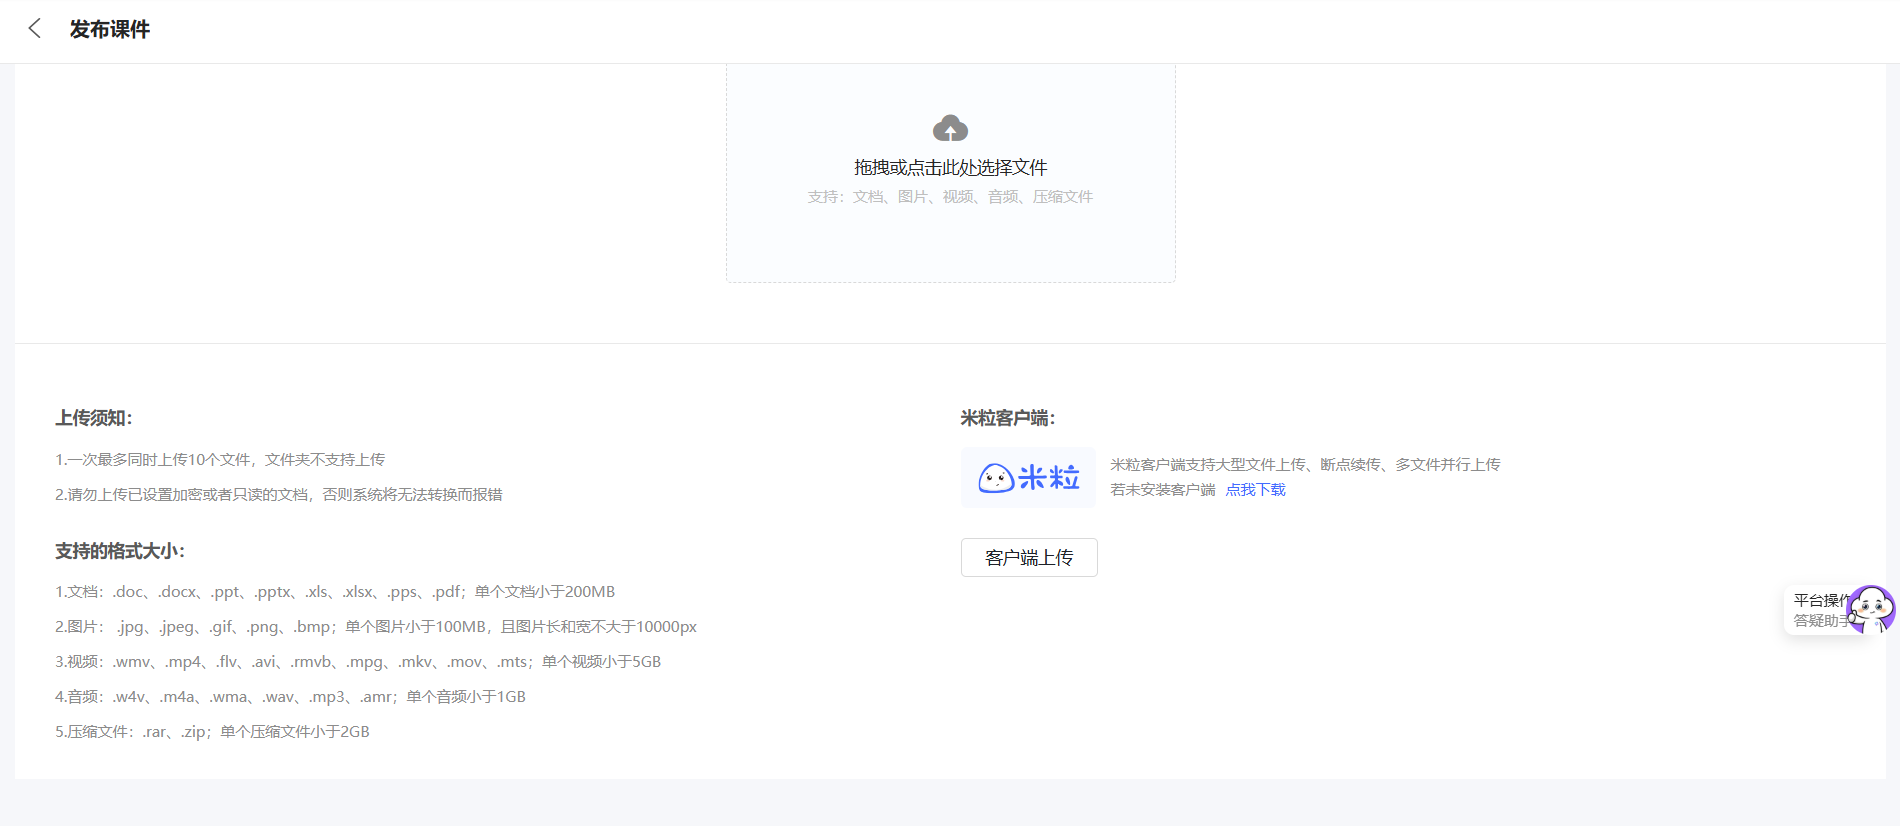 发布课件
拖拽或点击此处选择文件
支持：文档、图片、视频、音频、压缩文件
上传须知：
1.一次最多同时上传10个文件，文件夹不支持上传
2.请勿上传已设置加密或者只读的文档，否则系统将无法转换而报错
支持的格式大小：
1.文档：.doc、.docx、.ppt、.pptx、.xls、.xlsx、.pps、.pdf；单个文档小于200MB
2.图片： .jpg、.jpeg、.gif、.png、.bmp；单个图片小于100MB，且图片长和宽不大于10000px
3.视频：.wmv、.mp4、.flv、.avi、.rmvb、.mpg、.mkv、.mov、.mts；单个视频小于5GB
4.音频：.w4v、.m4a、.wma、.wav、.mp3、.amr；单个音频小于1GB
5.压缩文件：.rar、.zip；单个压缩文件小于2GB
米粒客户端：
米粒
米粒客户端支持大型文件上传、断点续传、多文件并行上传
若未安装客户端 点我下载
客户端上传
平台操作
答疑助手